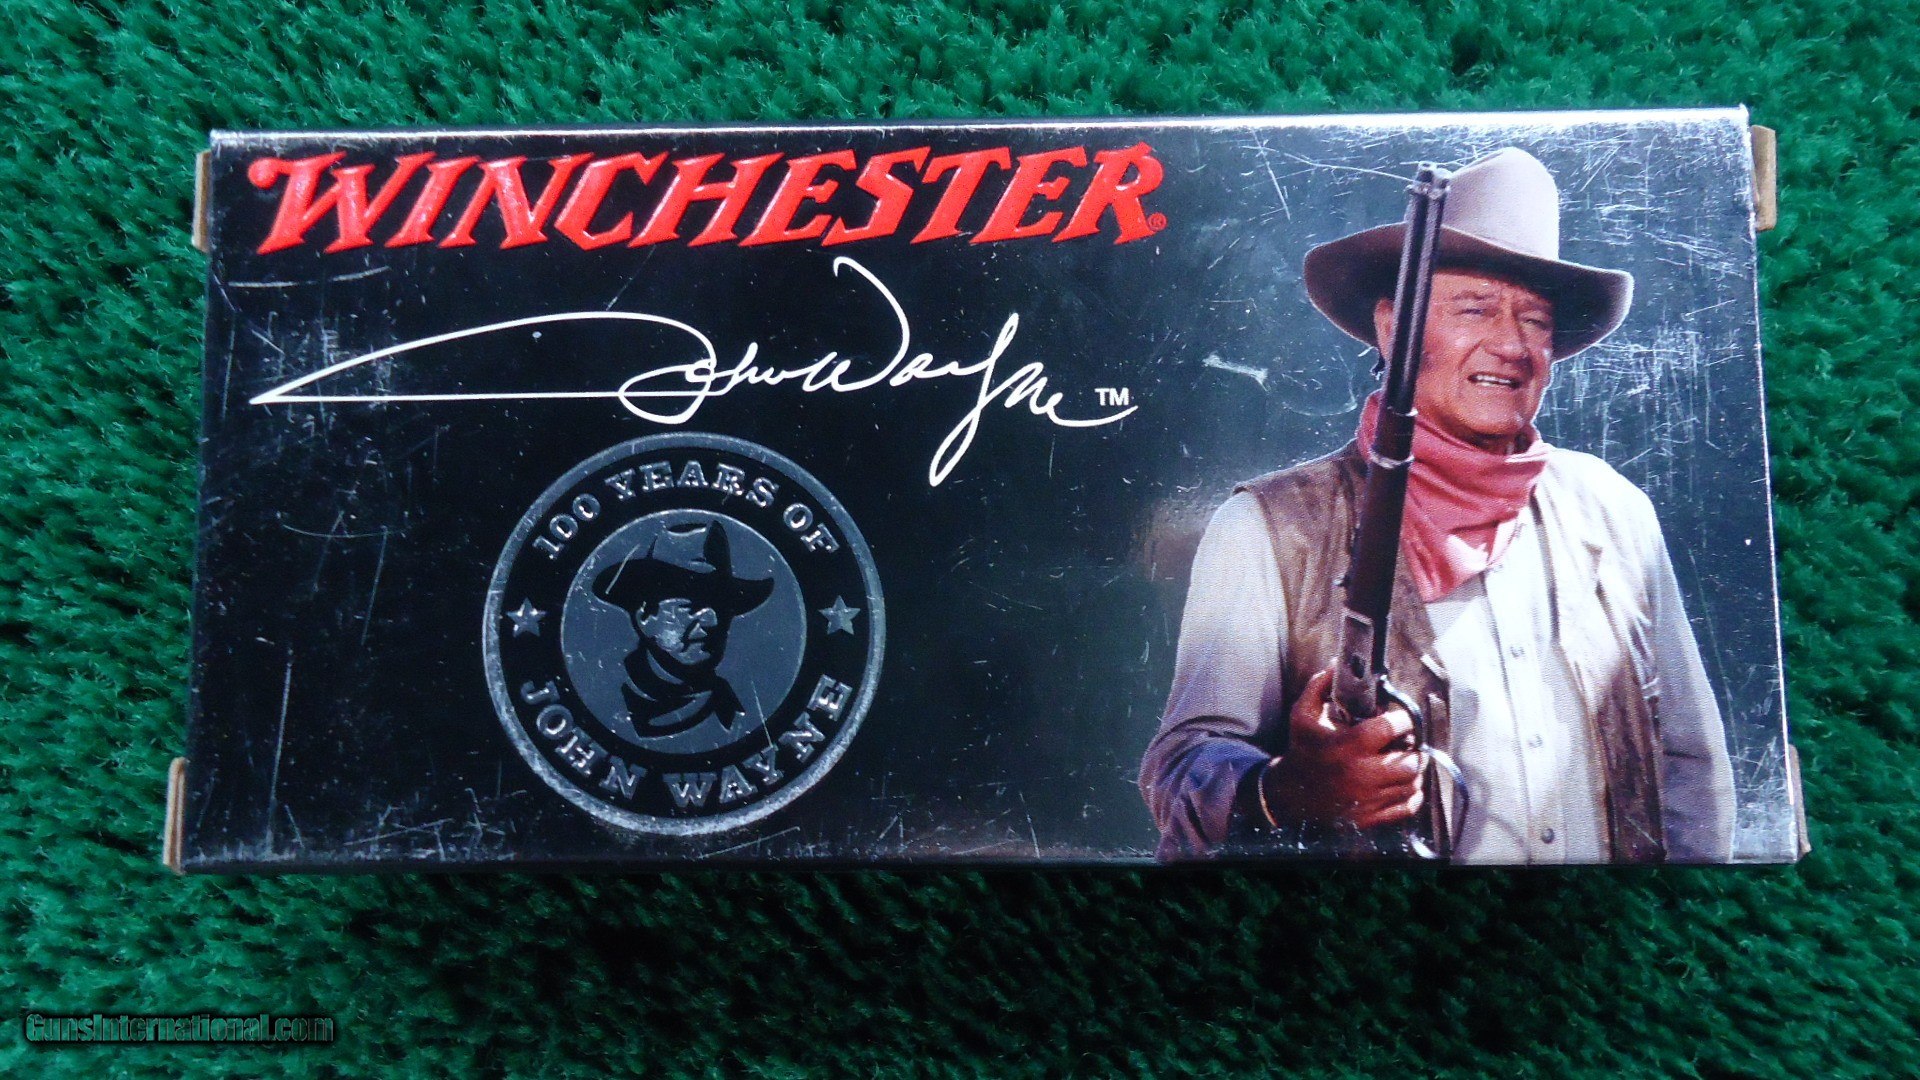 WINCHESTER®
John Wayne™
100 YEARS OF
JOHN WAYNE
GunsInternational.com